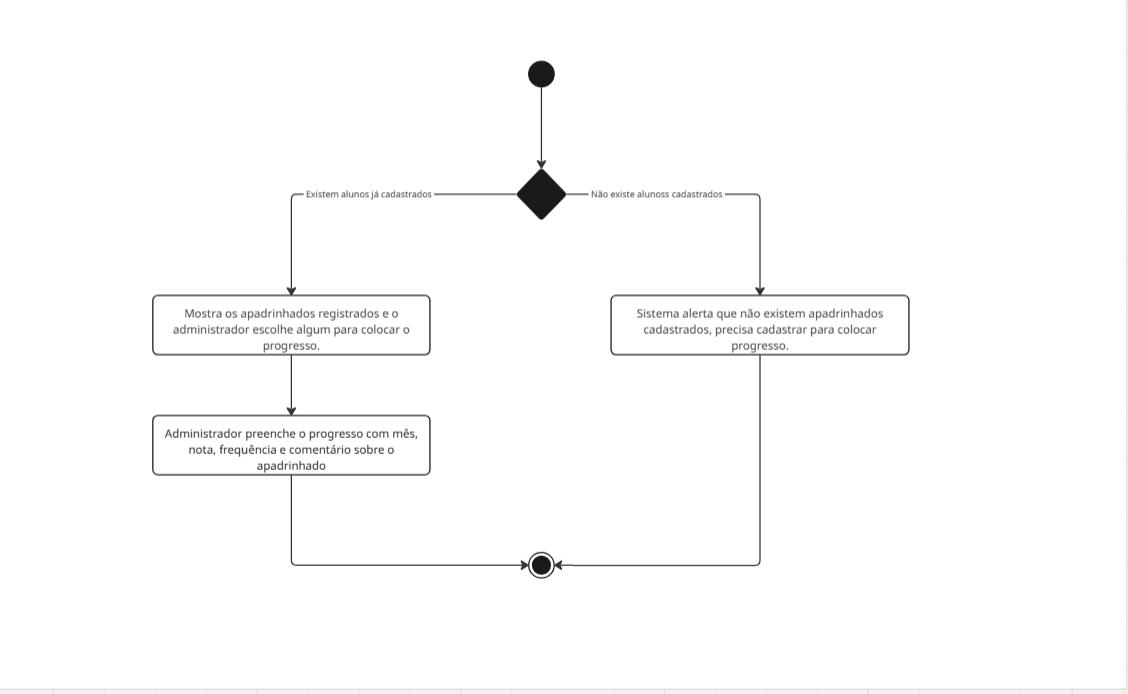 Existem alunos já cadastrados
Não existe alunoss cadastrados
Mostra os apadrinhados registrados e o
administrador escolhe algum para colocar o
progresso.
Sistema alerta que não existem apadrinhados
cadastrados, precisa cadastrar para colocar
progresso.
Administrador preenche o progresso com mês,
nota, frequência e comentário sobre o
apadrinhado